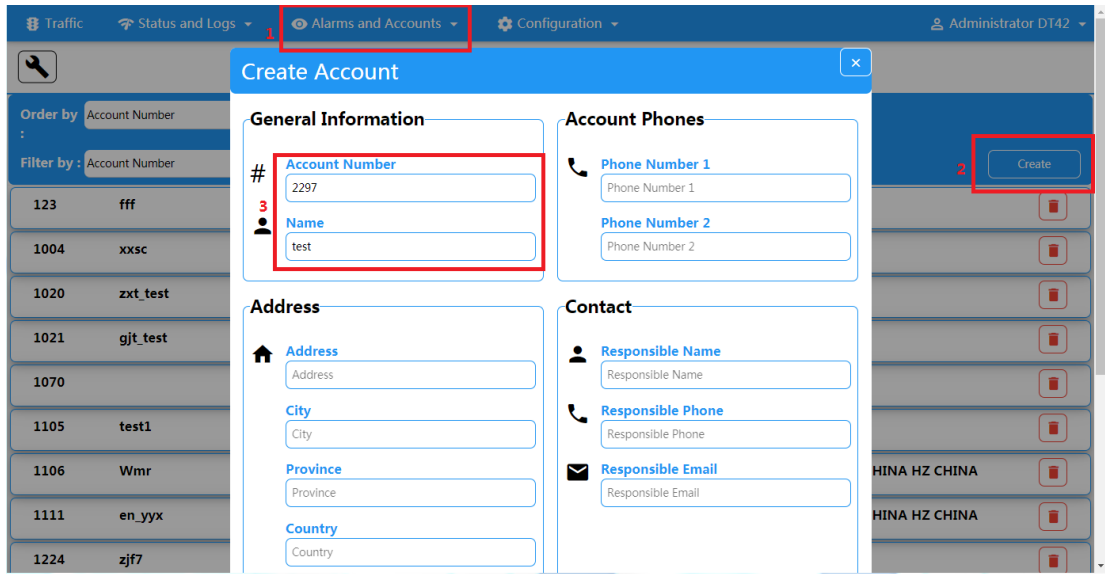 Traffic Status and Logs Alarms and Accounts Configuration Administrator DT42
1
Create Account ×
Order by : Account Number
Filter by : Account Number
2 Create
General Information
# Account Number
2297
3
Name
test
Account Phones
Phone Number 1
Phone Number 1
Phone Number 2
Phone Number 2
Address
Address
Address
City
City
Province
Province
Country
Country
Contact
Responsible Name
Responsible Name
Responsible Phone
Responsible Phone
Responsible Email
Responsible Email
123 fff
1004 xxsc
1020 zxt_test
1021 gjt_test
1070
1105 test1
1106 Wmr HINA HZ CHINA
1111 en_yyx HINA HZ CHINA
1224 zjf7